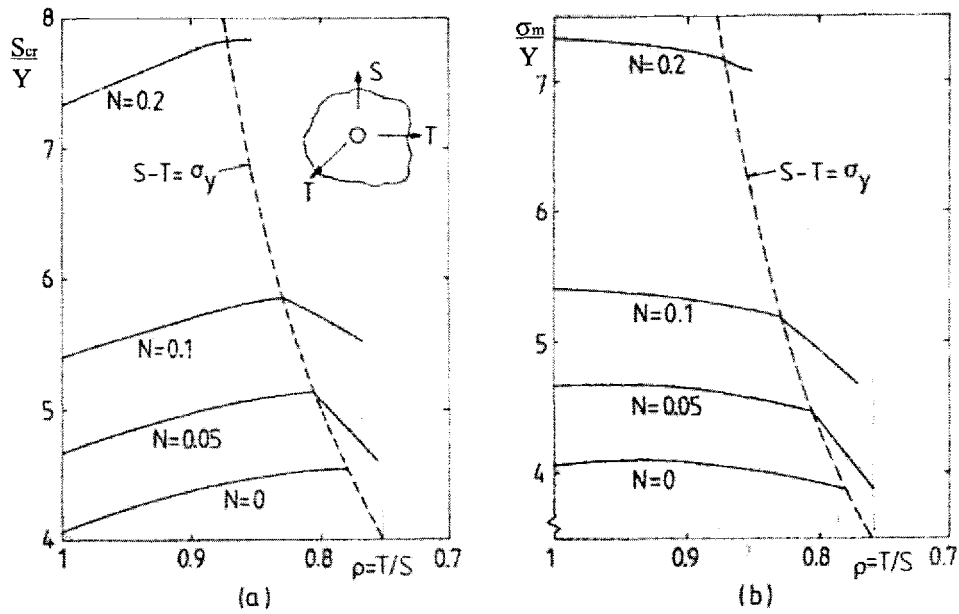 8
S_cr
Y
7
6
5
4
1
0.9
0.8
0.7
ρ=T/S
N=0.2
S-T=σ_y
S
T
T
N=0.1
N=0.05
N=0
(a)
σ_m
Y
7
6
5
4
1
0.9
0.8
0.7
ρ=T/S
N=0.2
S-T=σ_y
N=0.1
N=0.05
N=0
(b)